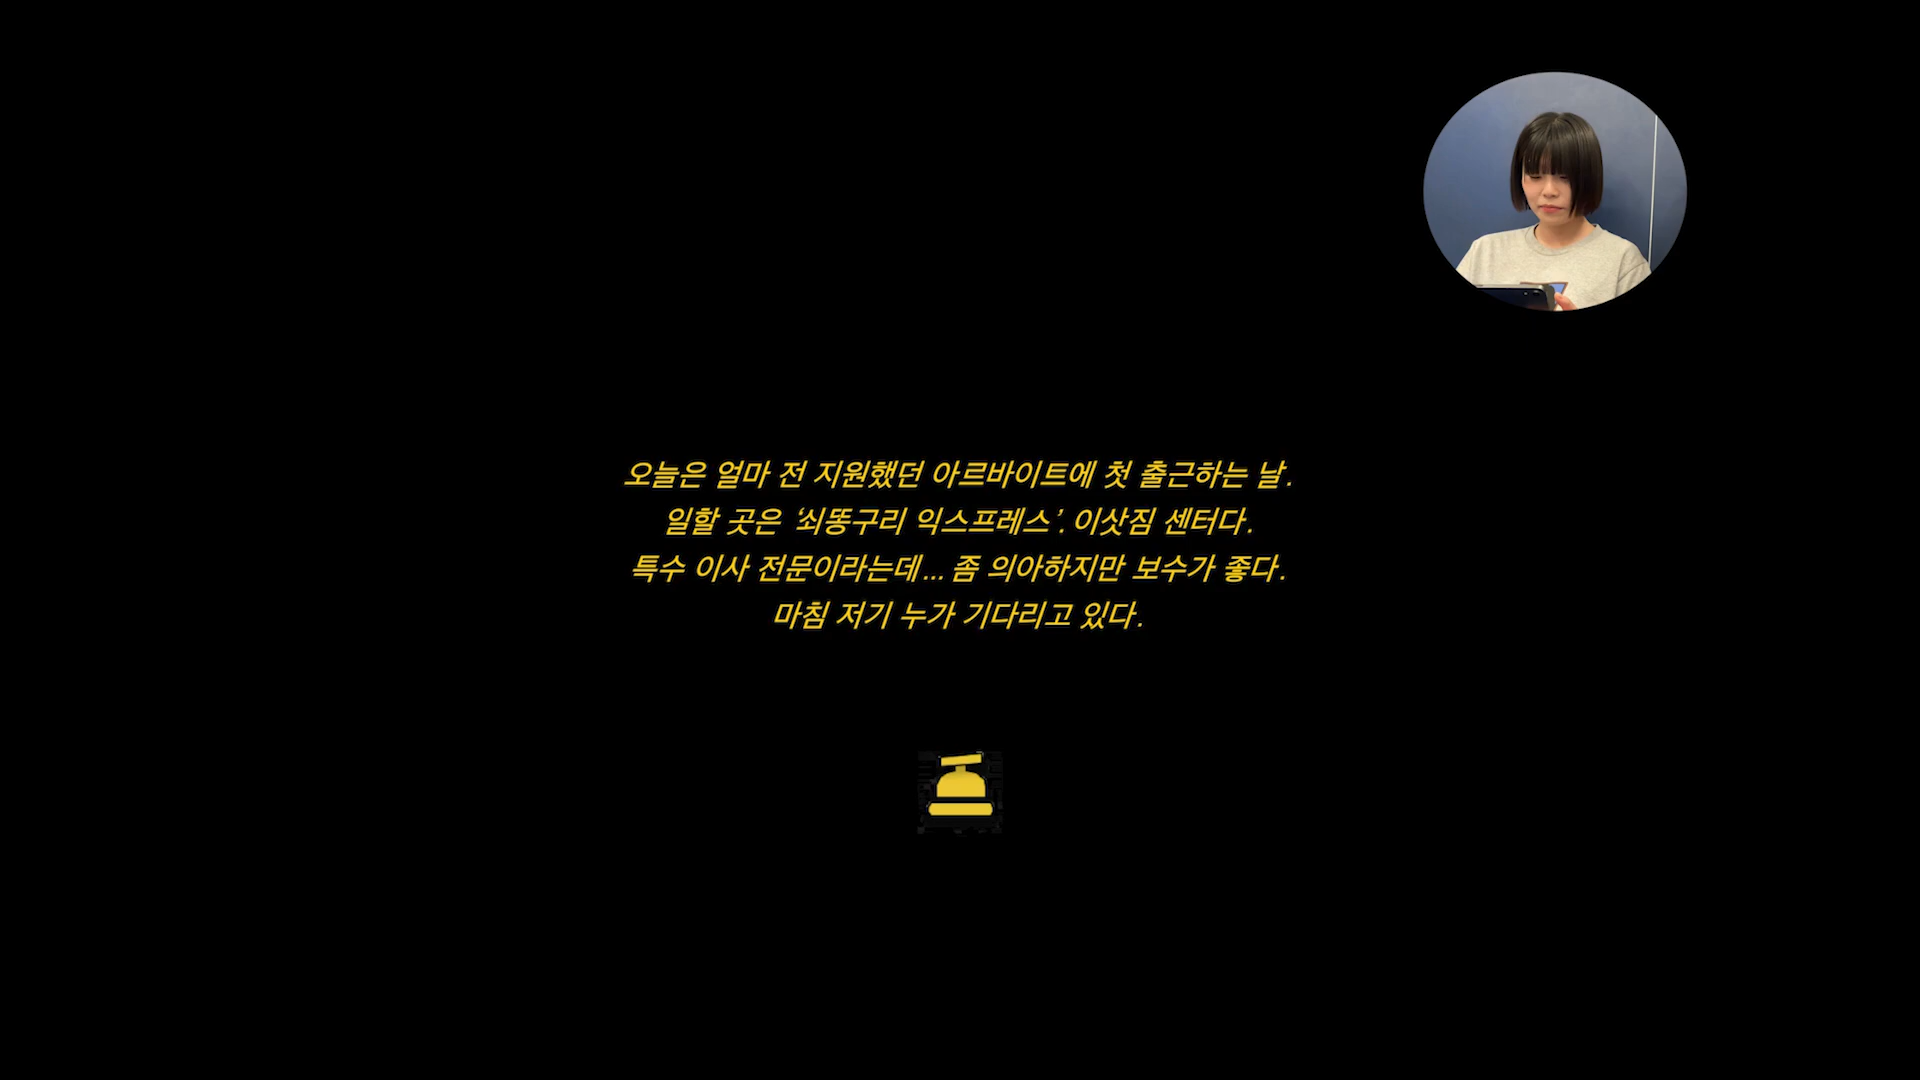 오늘은 얼마 전 지원했던 아르바이트에 첫 출근하는 날.
일할 곳은 ‘쇠똥구리 익스프레스’. 이삿짐 센터다.
특수 이사 전문이라는데... 좀 의아하지만 보수가 좋다.
마침 저기 누가 기다리고 있다.